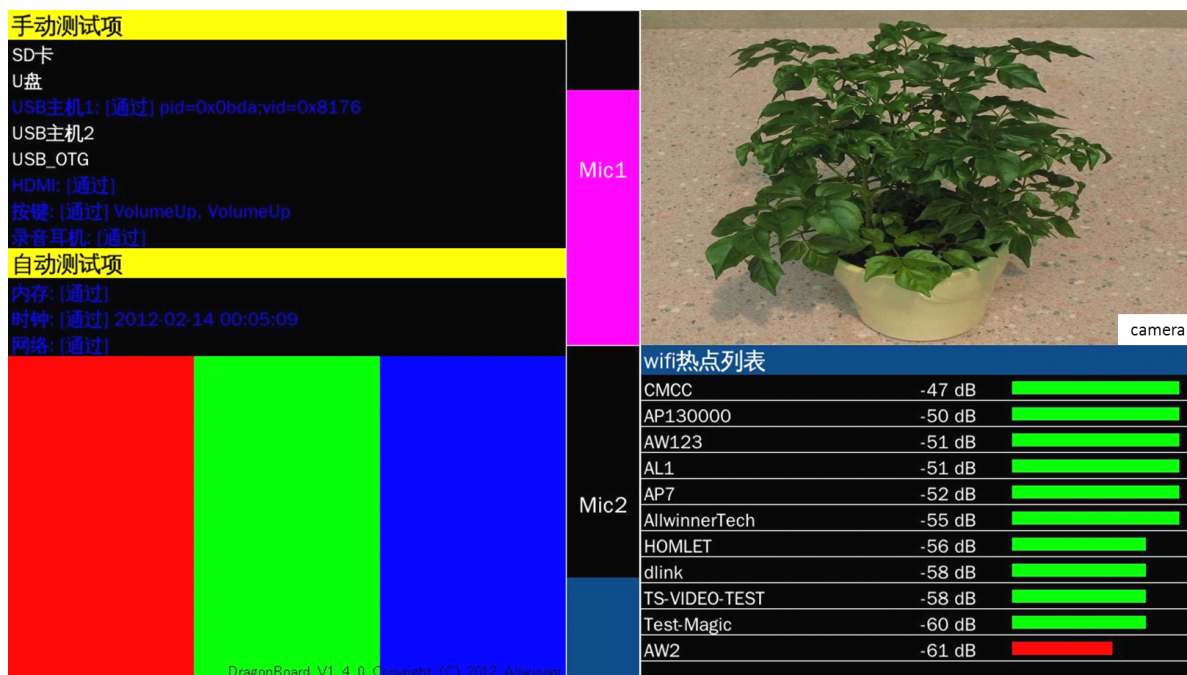 手动测试项
SD卡
U盘
USB主机1: [通过] pid=0x0bda;vid=0x8176
USB主机2
USB_OTG
HDMI: [通过]
按键: [通过] VolumeUp, VolumeUp
录音耳机: [通过]
自动测试项
内存: [通过]
时钟: [通过] 2012-02-14 00:05:09
网络: [通过]
DragonBoard V1.4.0 Copyright (C) 2012 Allwinner
Mic1
Mic2
camera
wifi热点列表
CMCC -47 dB
AP130000 -50 dB
AW123 -51 dB
AL1 -51 dB
AP7 -52 dB
AllwinnerTech -55 dB
HOMLET -56 dB
dlink -58 dB
TS-VIDEO-TEST -58 dB
Test-Magic -60 dB
AW2 -61 dB